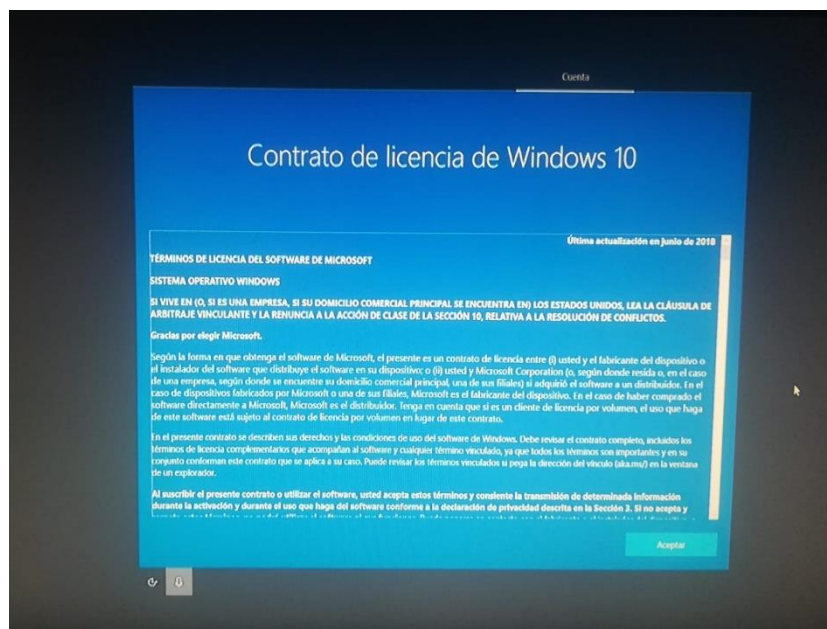 Cuenta
Contrato de licencia de Windows 10
Última actualización en Junio de 2018
TÉRMINOS DE LICENCIA DEL SOFTWARE DE MICROSOFT
SISTEMA OPERATIVO WINDOWS
SI VIVE EN (O, SI ES UNA EMPRESA, SI SU DOMICILIO COMERCIAL PRINCIPAL SE ENCUENTRA EN) LOS ESTADOS UNIDOS, LEA LA CLÁUSULA DE
ARBITRAJE VINCULANTE Y LA RENUNCIA A LA ACCIÓN DE CLASE DE LA SECCIÓN 10, RELATIVA A LA RESOLUCIÓN DE CONFLICTOS.
Gracias por elegir Microsoft.
Según la forma en que obtenga el software de Microsoft, el presente es un contrato de licencia entre (i) usted y el fabricante del dispositivo o
el instalador del software que distribuye el software en su dispositivo; o (ii) usted y Microsoft Corporation (o, según donde resida o, en el caso
de una empresa, según donde se encuentre su domicilio comercial principal, una de sus filiales) si adquirió el software a un distribuidor. En el
caso de dispositivos fabricados por Microsoft o una de sus filiales, Microsoft es el fabricante del dispositivo. En el caso de haber comprado el
software directamente a Microsoft, Microsoft es el distribuidor. Tenga en cuenta que si es un cliente de licencia por volumen, el uso que haga
de este software está sujeto al contrato de licencia por volumen en lugar de este contrato.
En el presente contrato se describen sus derechos y las condiciones de uso del software de Windows. Debe revisar el contrato completo, incluidos los
términos de licencia complementarios que acompañan al software y cualquier término vinculado, ya que todos los términos son importantes y en su
conjunto conforman este contrato que se aplica a su caso. Puede revisar los términos vinculados si pega la dirección del vínculo (aka.ms/) en la ventana
de un explorador.
Al suscribir el presente contrato o utilizar el software, usted acepta estos términos y consiente la transmisión de determinada información
durante la activación y durante el uso que haga del software conforme a la declaración de privacidad descrita en la Sección 3. Si no acepta y
Aceptar